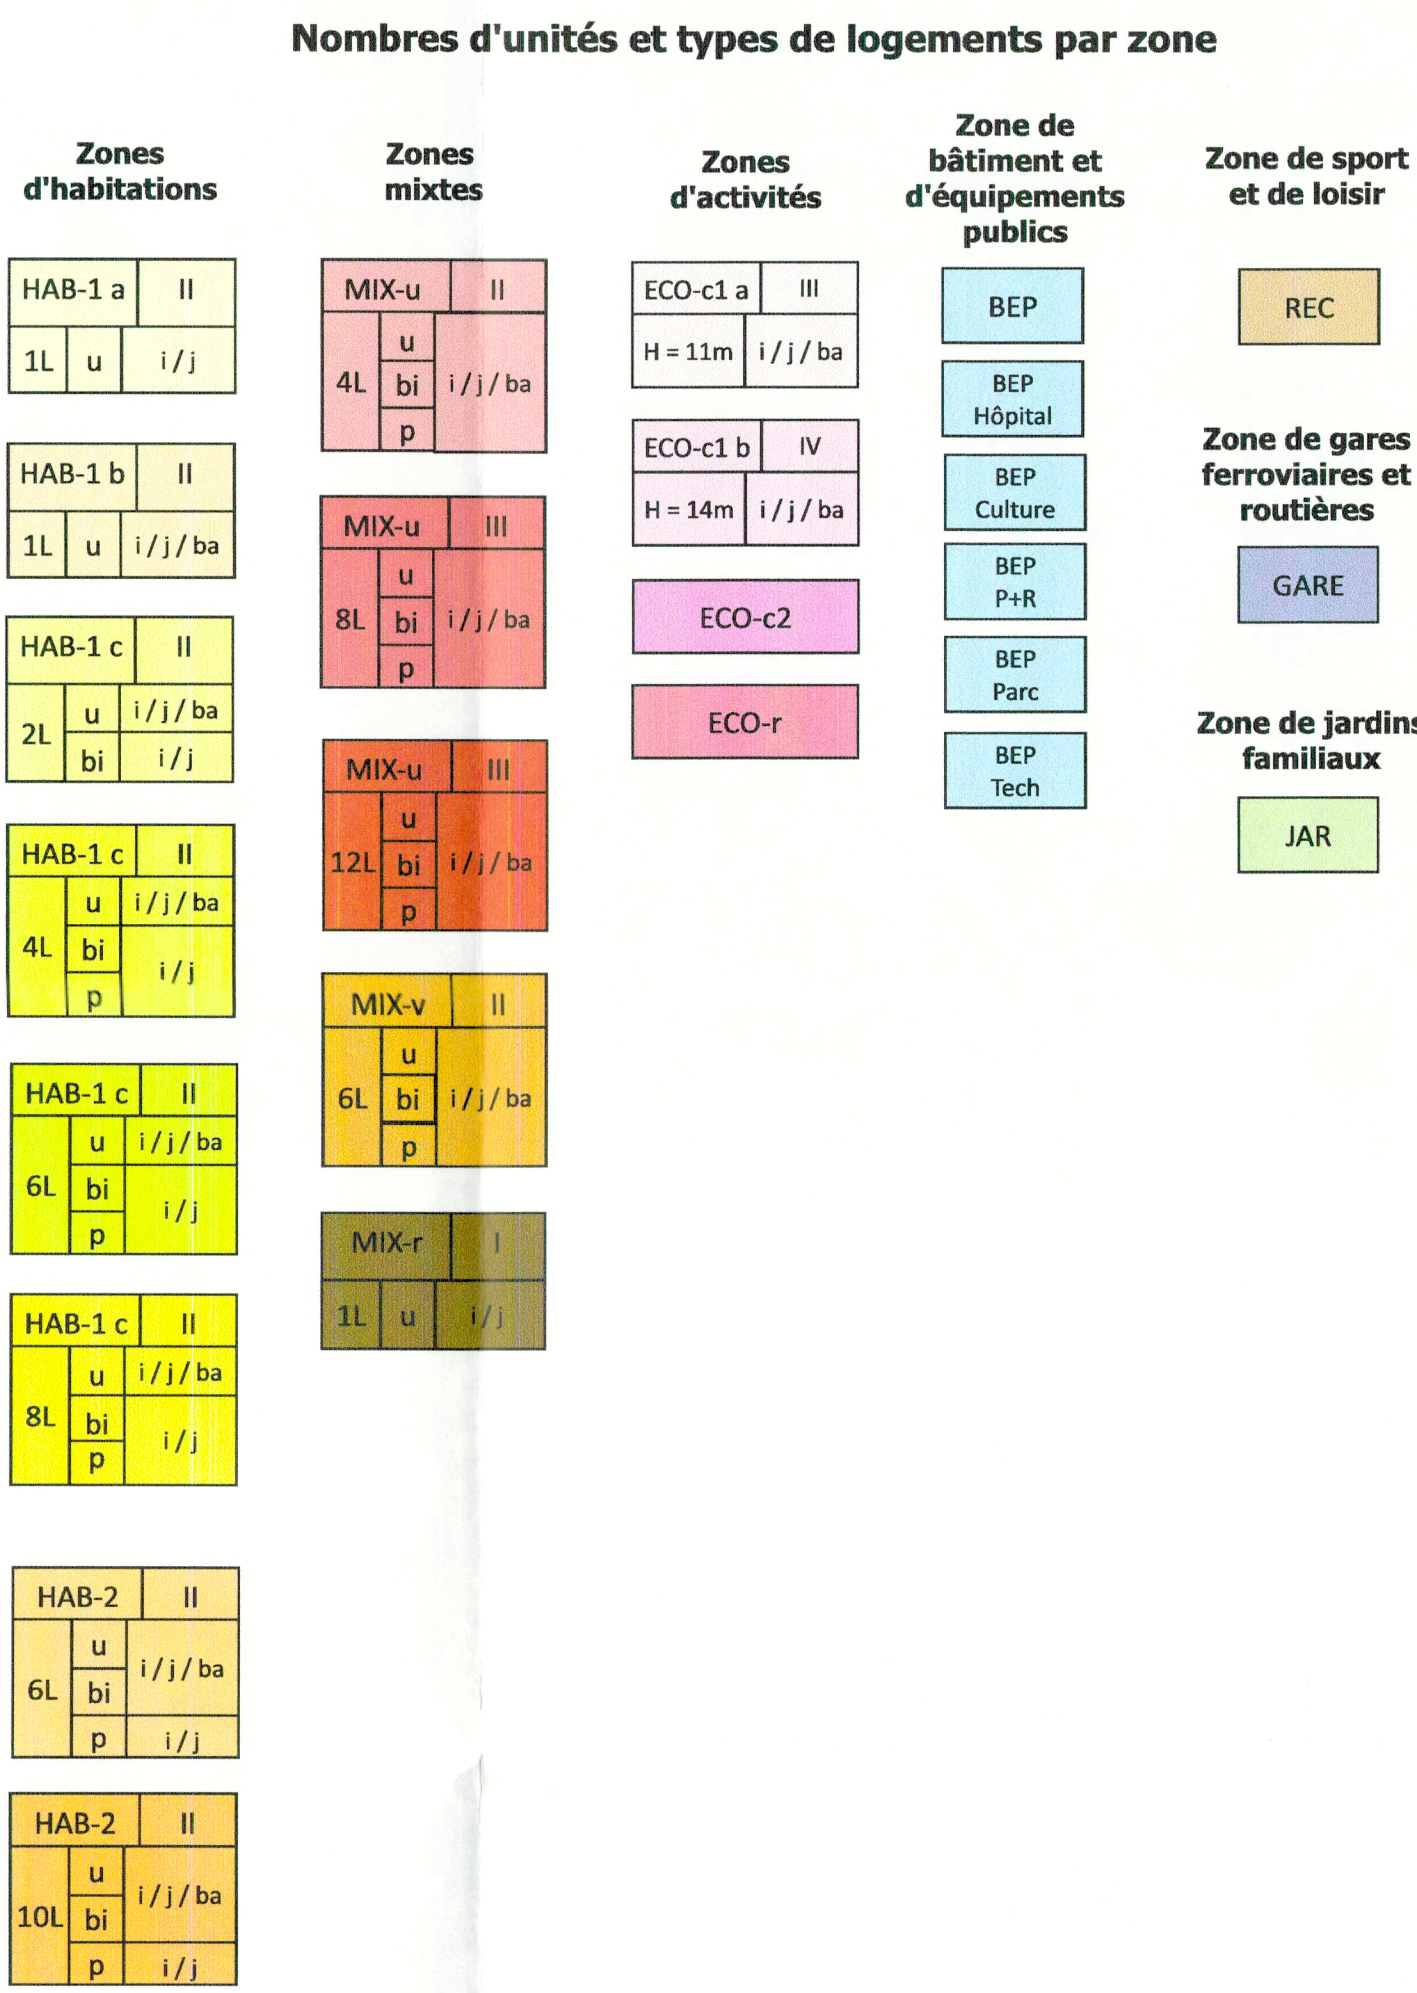 Nombres d'unités et types de logements par zone
Zones
d'habitations
HAB-1 a II
1L u i / j
HAB-1 b II
1L u i / j / ba
HAB-1 c II
2L
u i / j / ba
bi i / j
HAB-1 c II
4L
u i / j / ba
bi
p
i / j
HAB-1 c II
6L
u i / j / ba
bi
p
i / j
HAB-1 c II
8L
u i / j / ba
bi
p
i / j
HAB-2 II
6L
u
bi
i / j / ba
p i / j
HAB-2 II
10L
u
bi
i / j / ba
p i / j
Zones
mixtes
MIX-u II
4L
u
bi
p
i / j / ba
MIX-u III
8L
u
bi
p
i / j / ba
MIX-u III
12L
u
bi
p
i / j / ba
MIX-v II
6L
u
bi
p
i / j / ba
MIX-r I
1L u i / j
Zones
d'activités
ECO-c1 a III
H = 11m i / j / ba
ECO-c1 b IV
H = 14m i / j / ba
ECO-c2
ECO-r
Zone de
bâtiment et
d'équipements
publics
BEP
BEP
Hôpital
BEP
Culture
BEP
P+R
BEP
Parc
BEP
Tech
Zone de sport
et de loisir
REC
Zone de gares
ferroviaires et
routières
GARE
Zone de jardins
familiaux
JAR